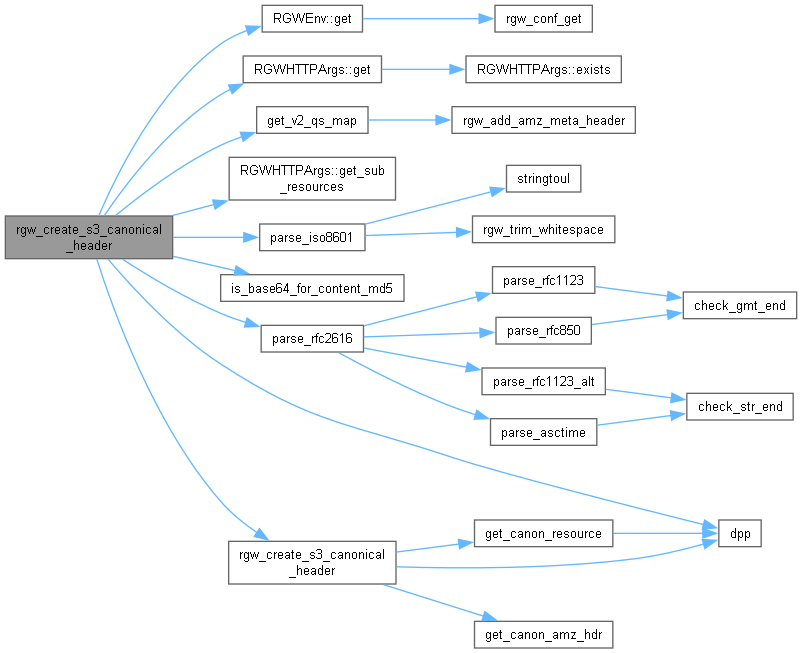 RGWEnv::get
rgw_conf_get
RGWHTTPArgs::get
RGWHTTPArgs::exists
get_v2_qs_map
rgw_add_amz_meta_header
RGWHTTPArgs::get_sub
_resources
stringtoul
rgw_create_s3_canonical
_header
parse_iso8601
rgw_trim_whitespace
is_base64_for_content_md5
parse_rfc1123
check_gmt_end
parse_rfc2616
parse_rfc850
parse_rfc1123_alt
check_str_end
parse_asctime
get_canon_resource
dpp
rgw_create_s3_canonical
_header
get_canon_amz_hdr